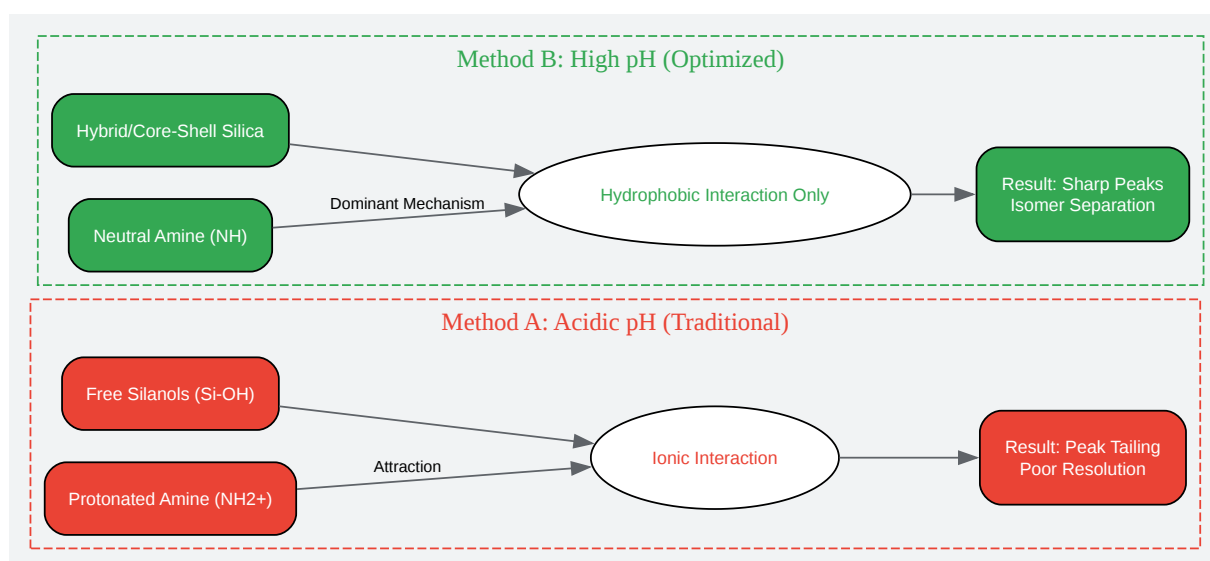 Method B: High pH (Optimized)
Hybrid/Core-Shell Silica
Neutral Amine (NH)
Dominant Mechanism
Hydrophobic Interaction Only
Result: Sharp Peaks
Isomer Separation
Method A: Acidic pH (Traditional)
Free Silanols (Si-OH)
Protonated Amine (NH2+)
Attraction
Ionic Interaction
Result: Peak Tailing
Poor Resolution